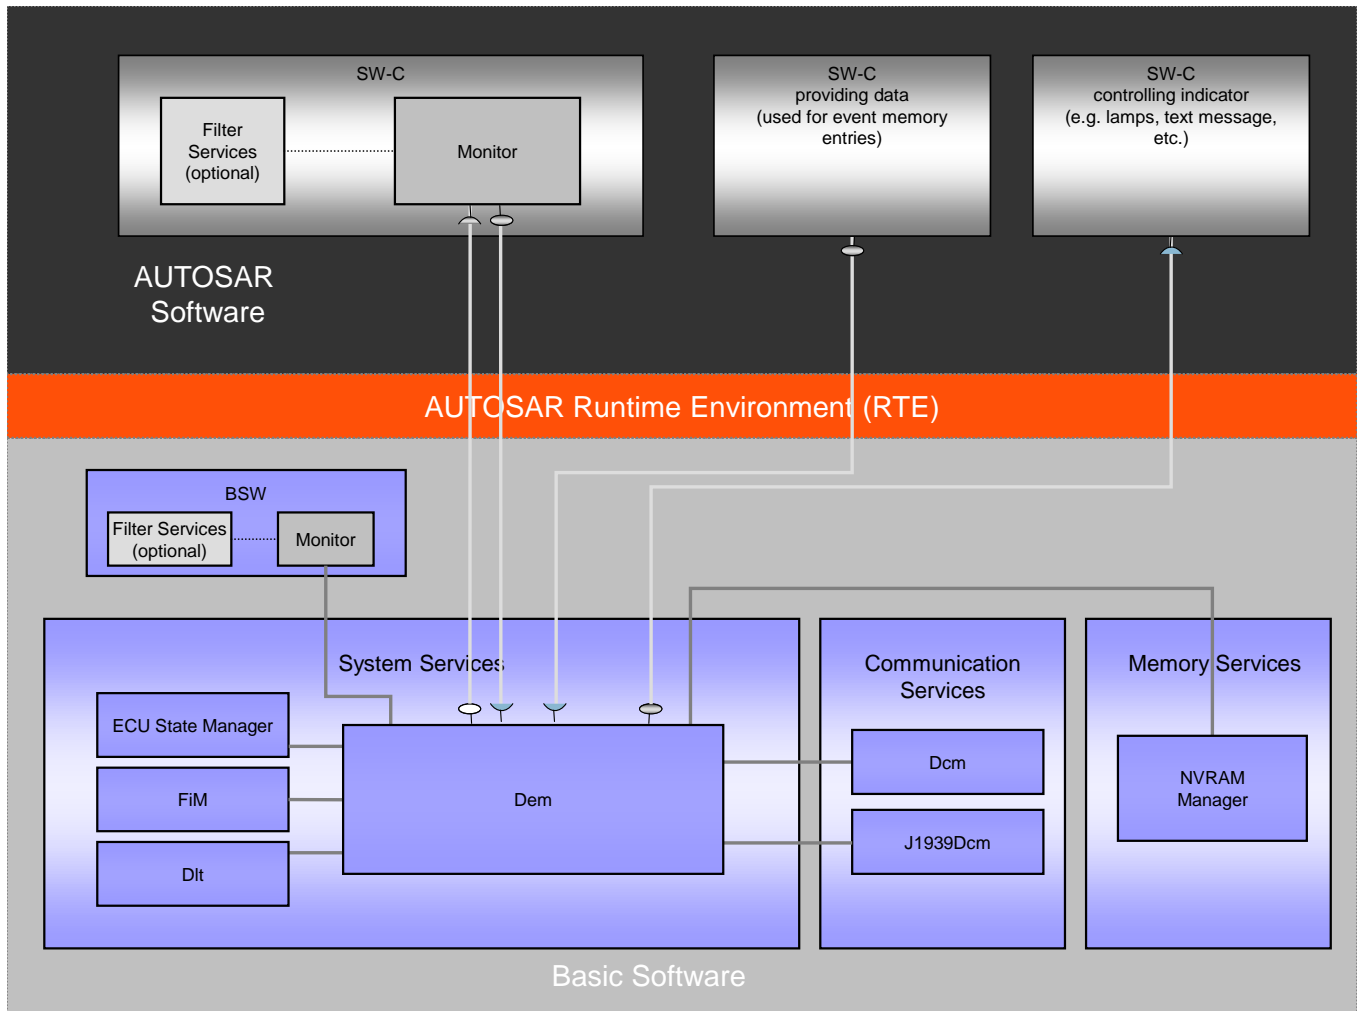 SW-C
Filter
Services
(optional)
Monitor
SW-C
providing data
(used for event memory
entries)
SW-C
controlling indicator
(e.g. lamps, text message,
etc.)
AUTOSAR
Software
AUTOSAR Runtime Environment (RTE)
BSW
Filter Services
(optional)
Monitor
System Services
ECU State Manager
FiM
Dlt
Dem
Communication
Services
Dcm
J1939Dcm
Memory Services
NVRAM
Manager
Basic Software